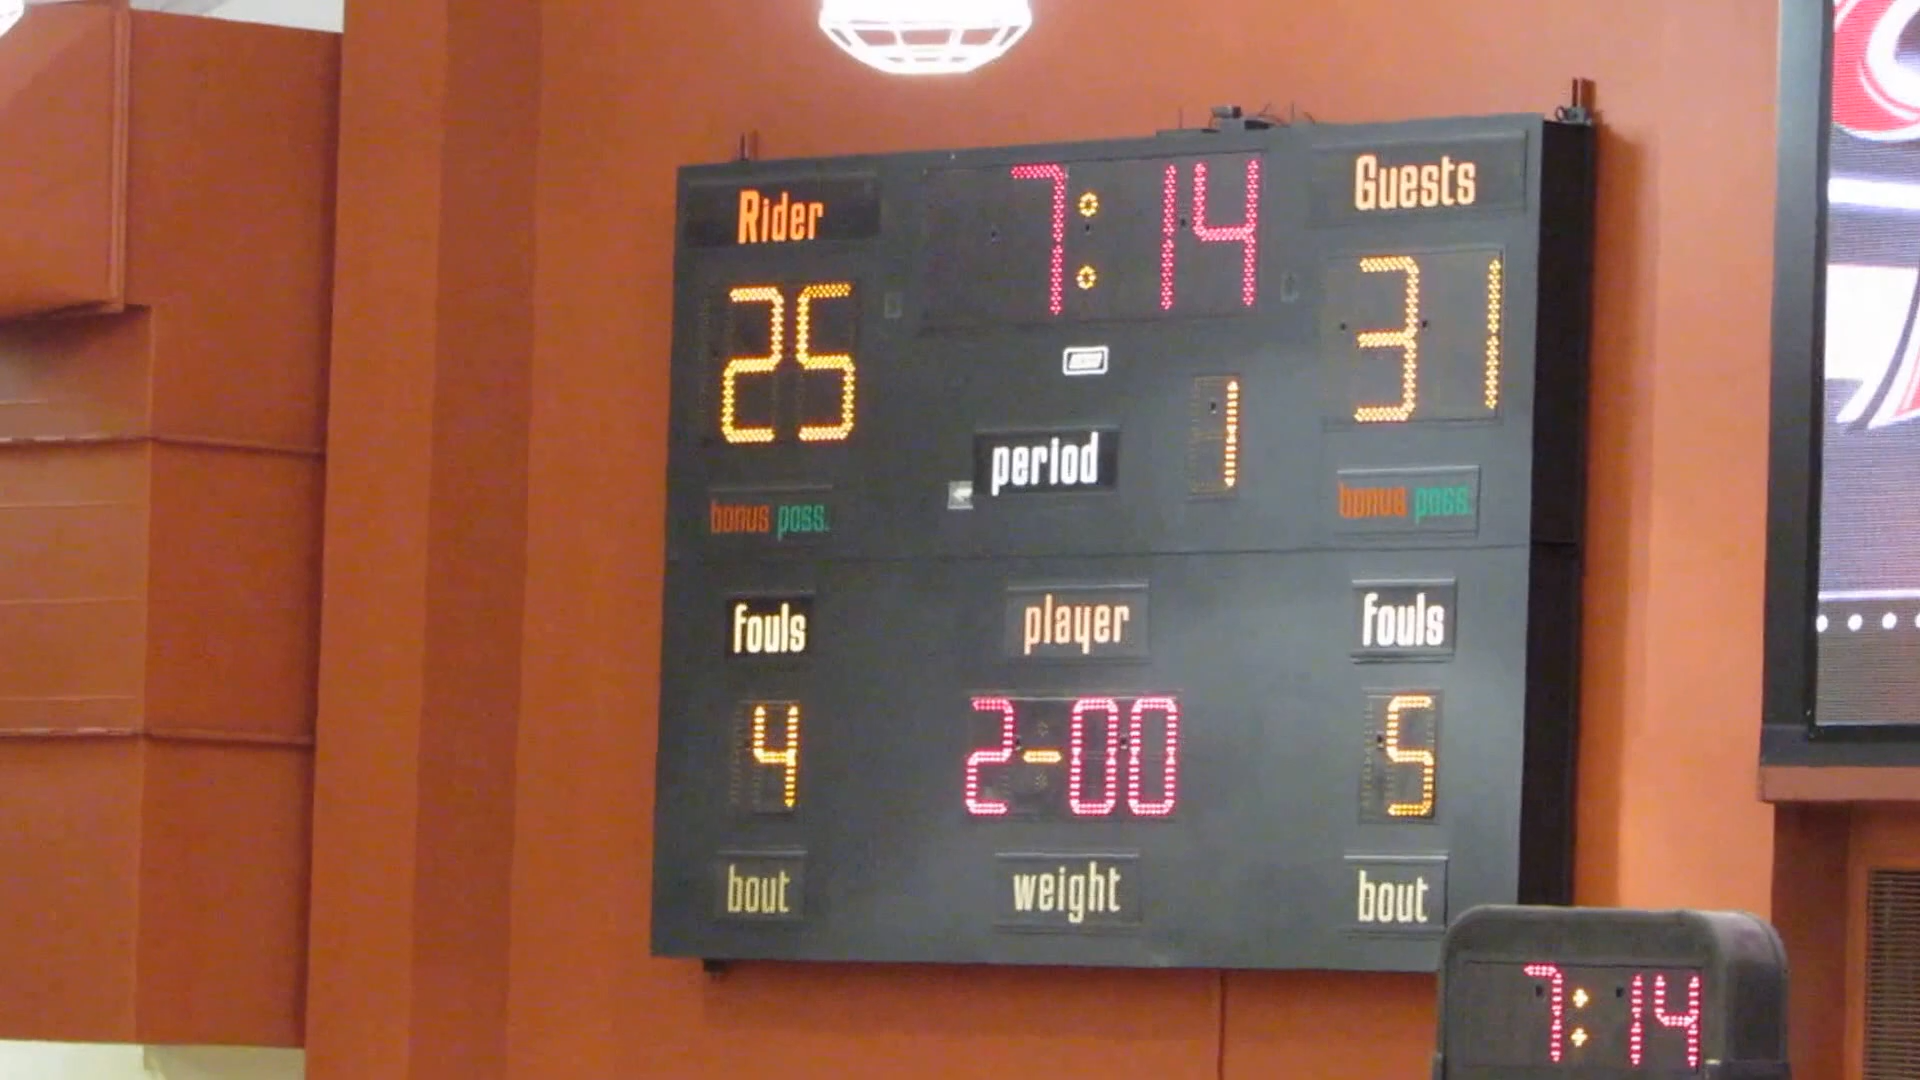 Rider 7:14 Guests
25 31
period 1
bonus poss. bonus poss.
fouls player fouls
4 2-00 5
bout weight bout
7:14